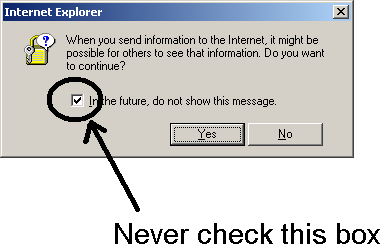 Internet Explorer
When you send information to the Internet, it might be
possible for others to see that information. Do you want
to continue?
In the future, do not show this message.
Yes No
Never check this box